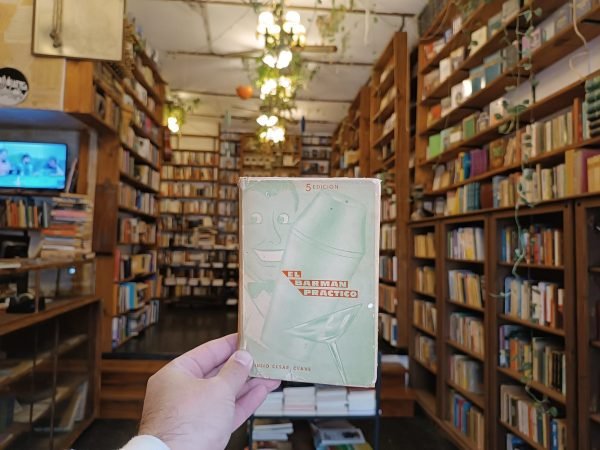 5ª EDICION
EL
BARMAN
PRACTICO
JULIO CESAR EVANS